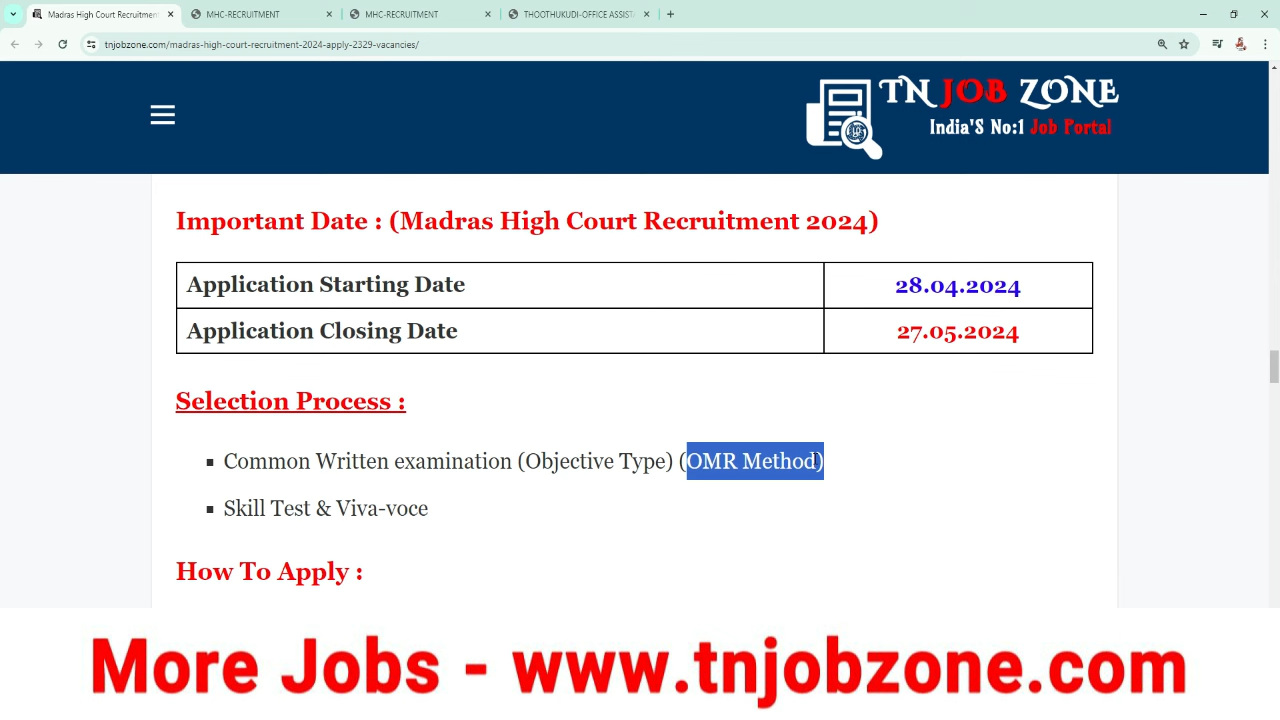 Madras High Court Recruitment
MHC-RECRUITMENT
MHC-RECRUITMENT
THOOTHUKUDI-OFFICE ASSIST
tnjobzone.com/madras-high-court-recruitment-2024-apply-2329-vacancies/
TN JOB ZONE
India'S No:1 Job Portal
Important Date : (Madras High Court Recruitment 2024)
Application Starting Date 28.04.2024
Application Closing Date 27.05.2024
Selection Process :
Common Written examination (Objective Type) (OMR Method)
Skill Test & Viva-voce
How To Apply :
More Jobs - www.tnjobzone.com